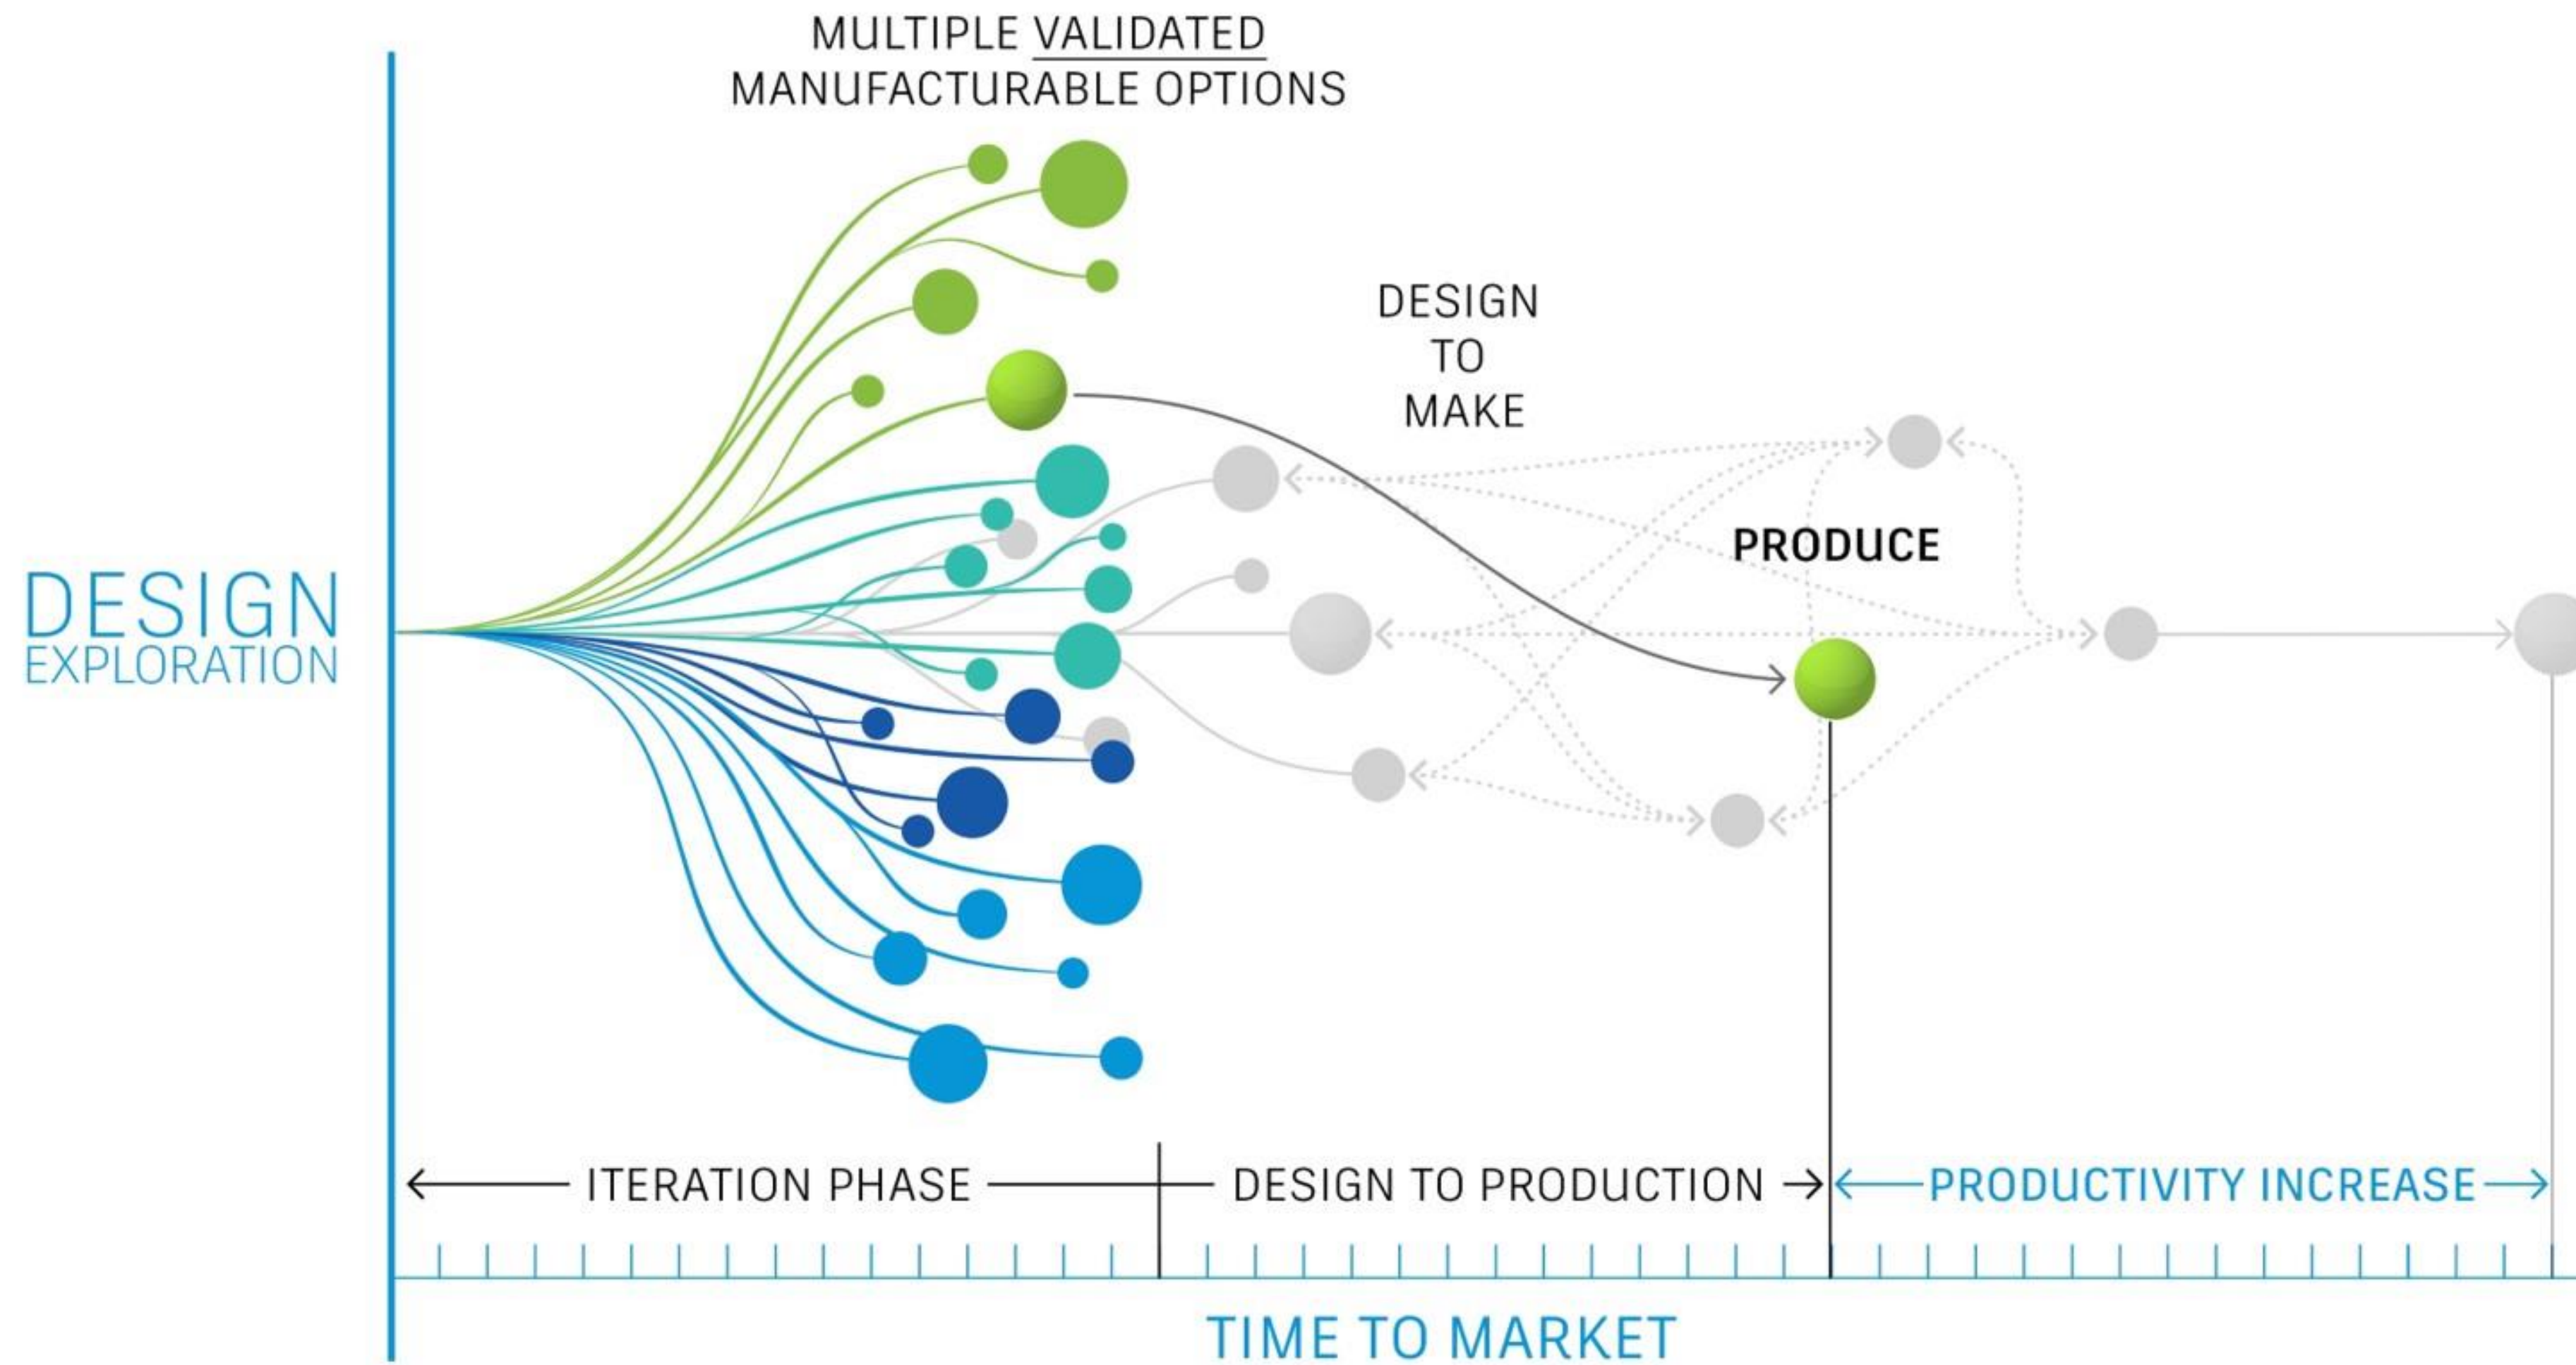 MULTIPLE VALIDATED
MANUFACTURABLE OPTIONS
DESIGN
TO
MAKE
PRODUCE
DESIGN
EXPLORATION
ITERATION PHASE
DESIGN TO PRODUCTION
PRODUCTIVITY INCREASE
TIME TO MARKET